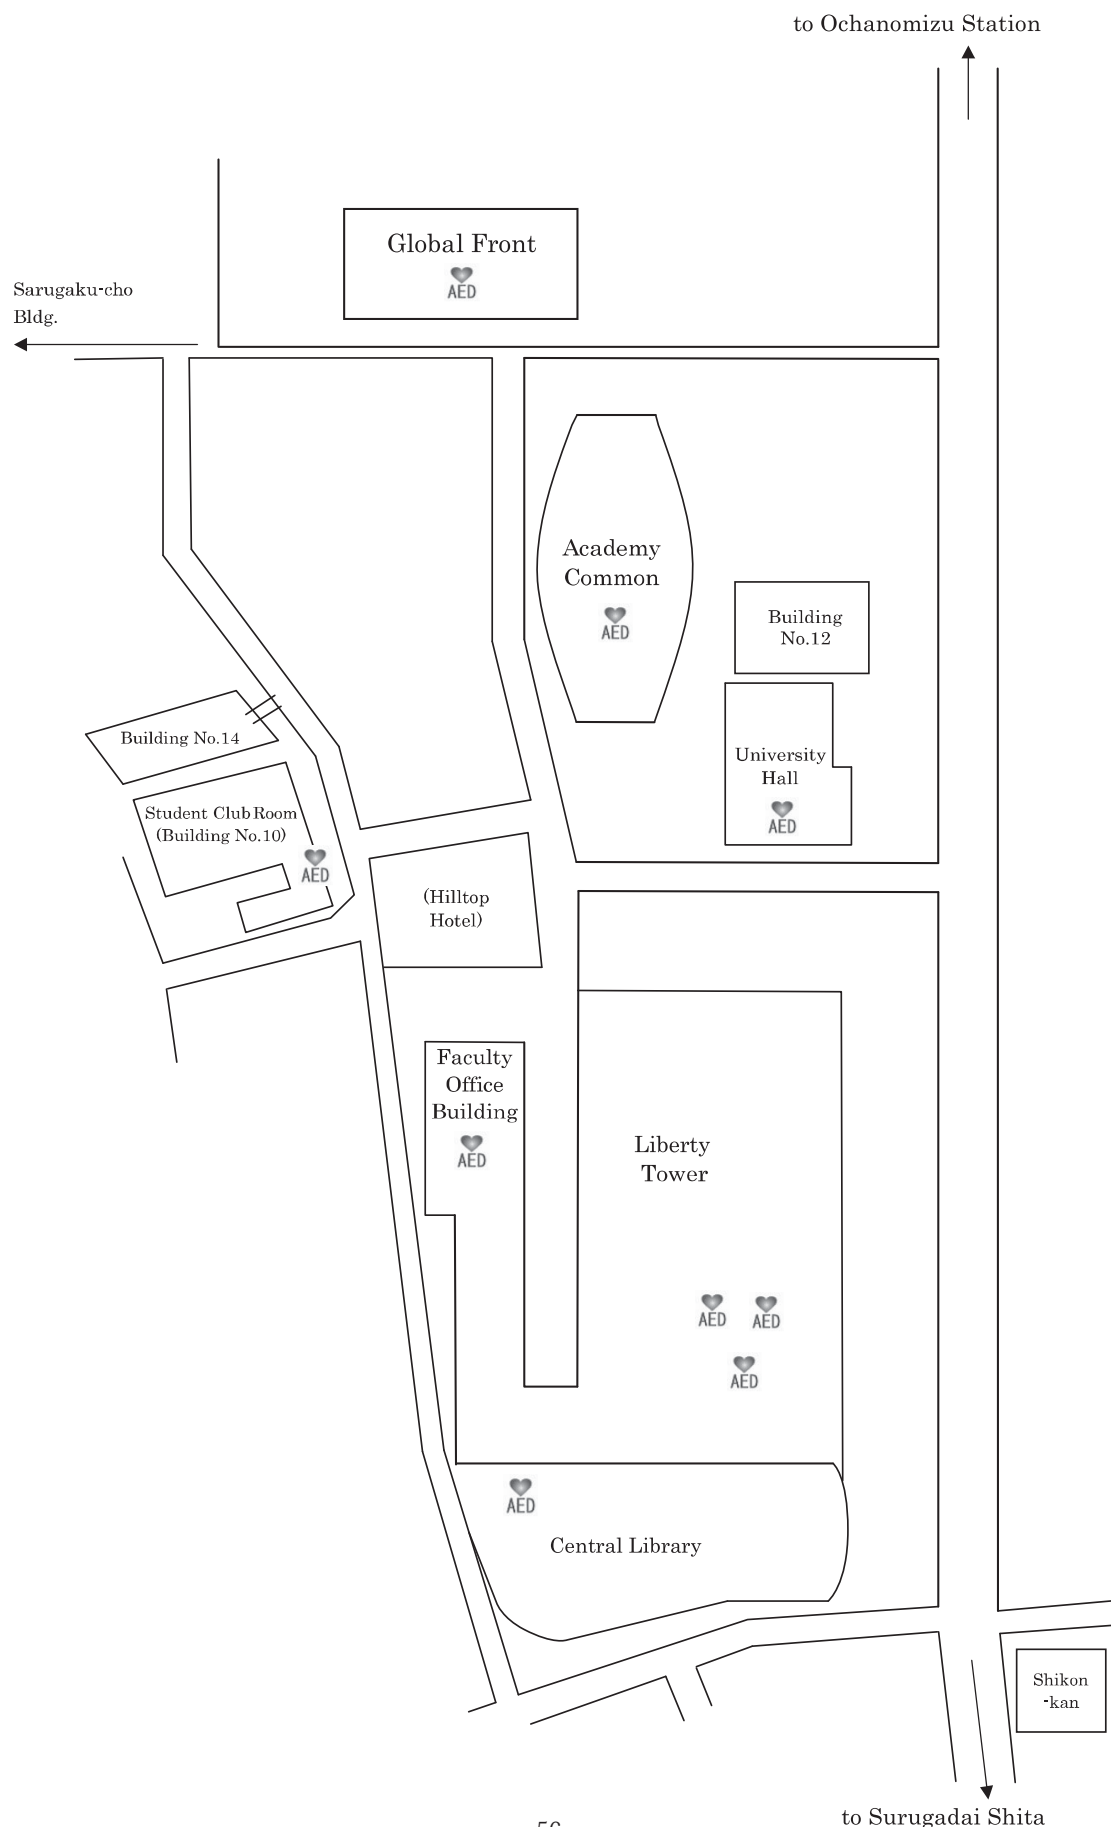 to Ochanomizu Station
Global Front
AED
Sarugaku-cho
Bldg.
Academy
Common
AED
Building
No.12
Building No.14
University
Hall
AED
Student Club Room
(Building No.10)
AED
(Hilltop
Hotel)
Faculty
Office
Building
AED
Liberty
Tower
AED
AED
AED
AED
Central Library
Shikon
-kan
to Surugadai Shita